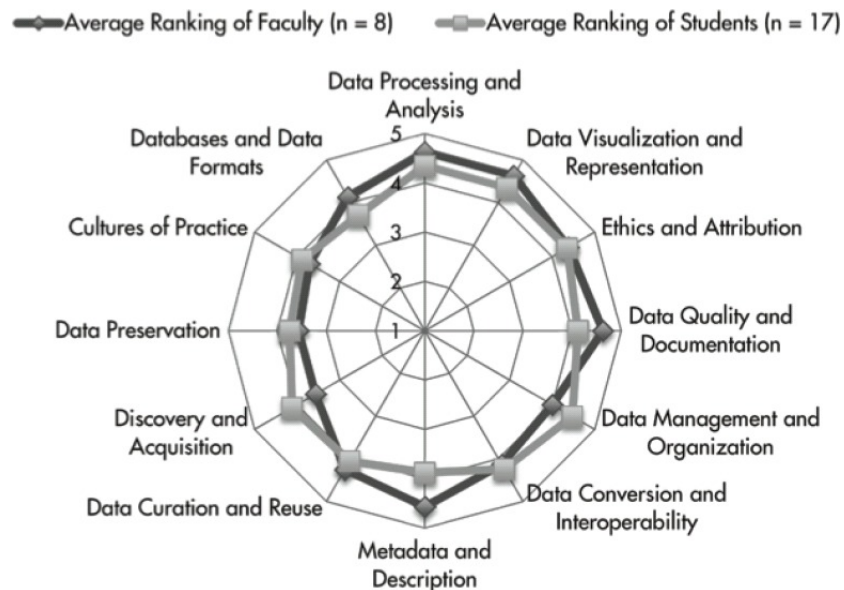 Average Ranking of Faculty (n = 8)
Average Ranking of Students (n = 17)
Data Processing and
Analysis
Data Visualization and
Representation
Ethics and Attribution
Data Quality and
Documentation
Data Management and
Organization
Data Conversion and
Interoperability
Metadata and
Description
Data Curation and Reuse
Discovery and
Acquisition
Data Preservation
Cultures of Practice
Databases and Data
Formats
5
4
3
2
1